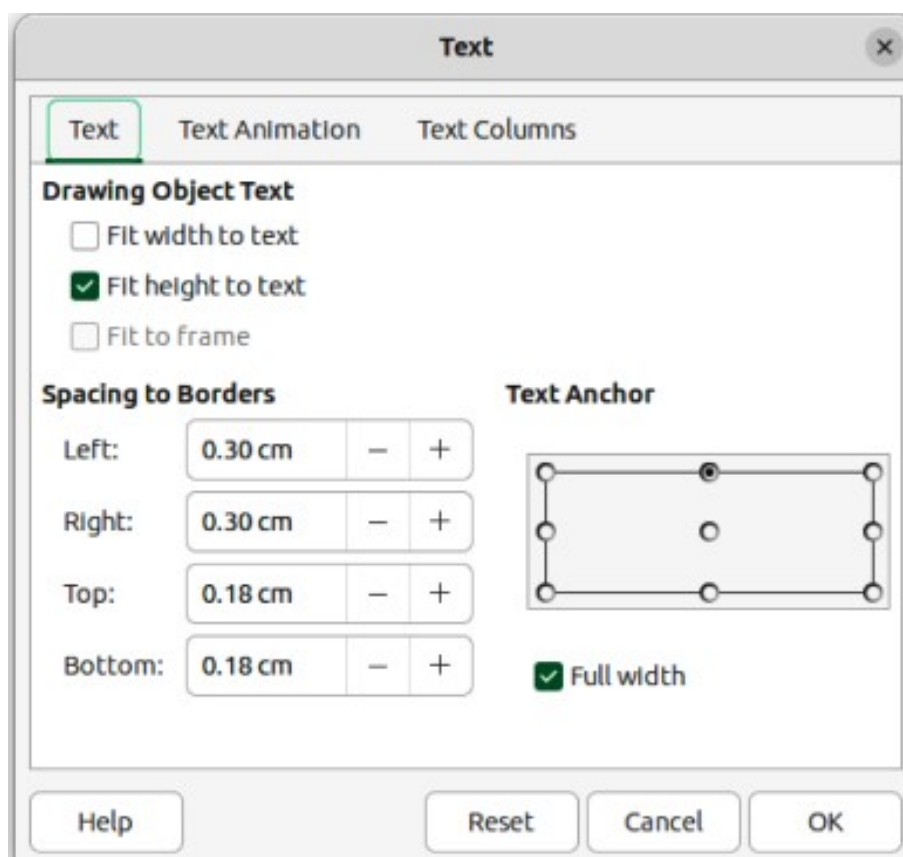 Text
Text Text Animation Text Columns
Drawing Object Text
Fit width to text
Fit height to text
Fit to frame
Spacing to Borders Text Anchor
Left: 0.30 cm − +
Right: 0.30 cm − +
Top: 0.18 cm − +
Bottom: 0.18 cm − +
Full width
Help Reset Cancel OK